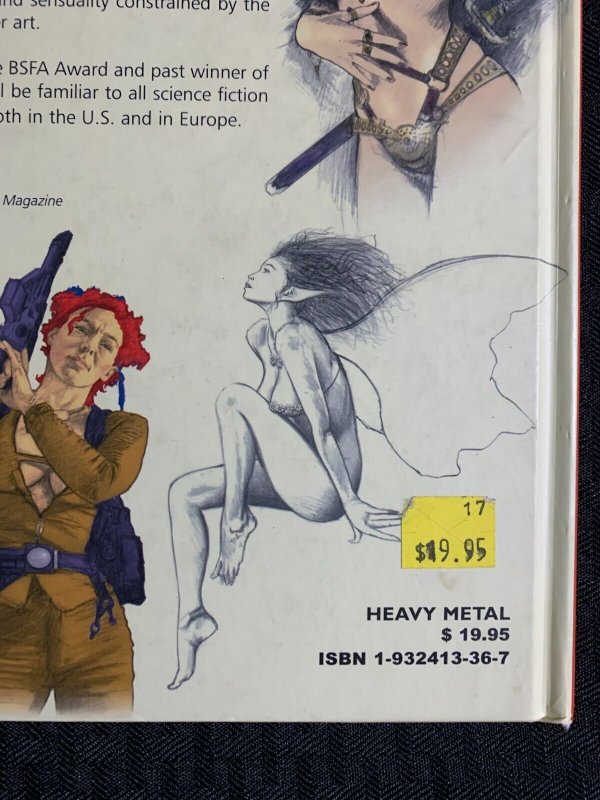 sensuality constrained by the
r art.
e BSFA Award and past winner of
l be familiar to all science fiction
oth in the U.S. and in Europe.
Magazine
17
$19.95
HEAVY METAL
$ 19.95
ISBN 1-932413-36-7